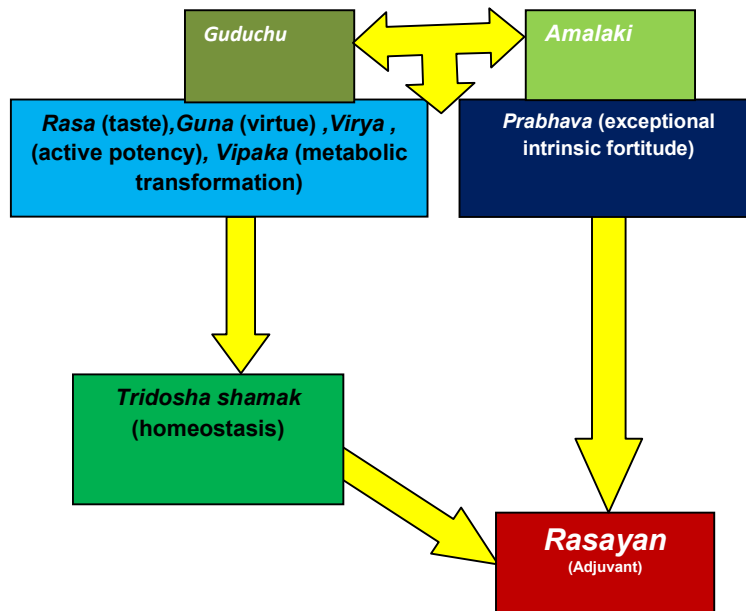 Guduchu
Amalaki
Rasa (taste),Guna (virtue) ,Virya ,
(active potency), Vipaka (metabolic
transformation)
Prabhava (exceptional
intrinsic fortitude)
Tridosha shamak
(homeostasis)
Rasayan
(Adjuvant)